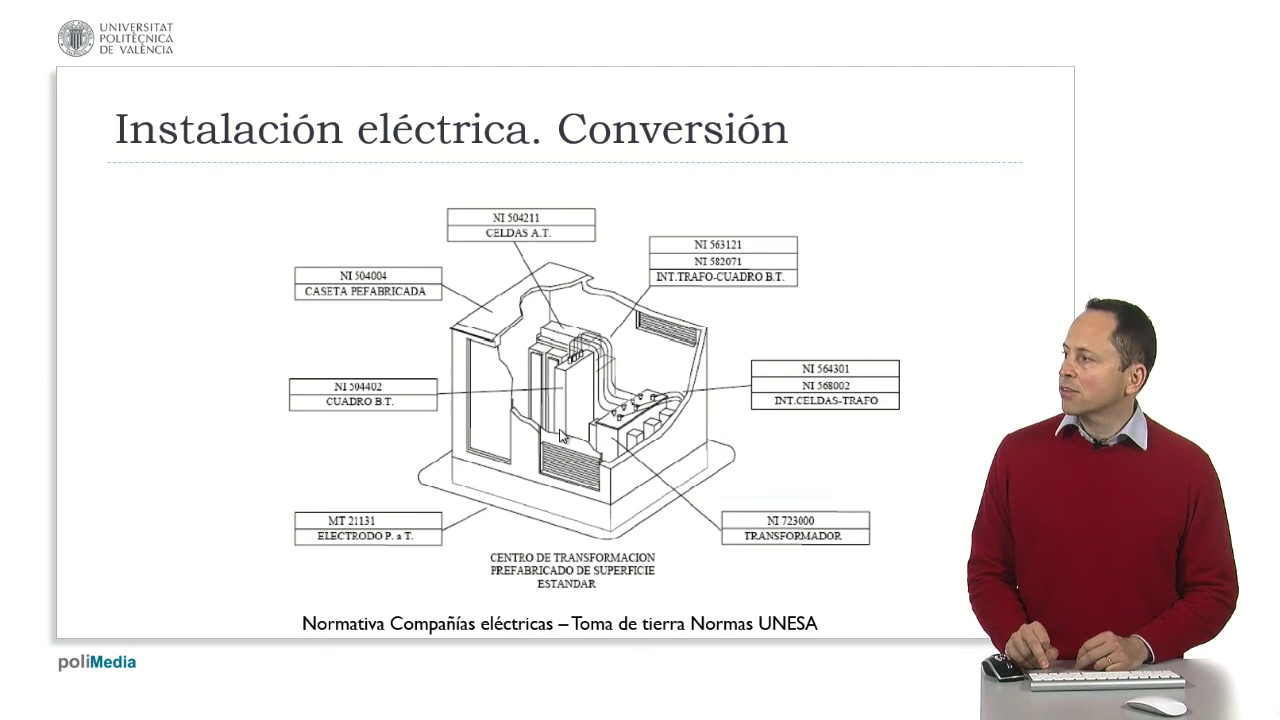 UNIVERSITAT
POLITÈCNICA
DE VALÈNCIA
Instalación eléctrica. Conversión
NI 504211
CELDAS A.T.
NI 563121
NI 582071
INT.TRAFO-CUADRO B.T.
NI 504004
CASETA PEFABRICADA
NI 564301
NI 568002
INT.CELDAS-TRAFO
NI 504402
CUADRO B.T.
MT 21131
ELECTRODO P. a T.
NI 723000
TRANSFORMADOR
CENTRO DE TRANSFORMACION
PREFABRICADO DE SUPERFICIE
ESTANDAR
Normativa Compañías eléctricas – Toma de tierra Normas UNESA
poliMedia